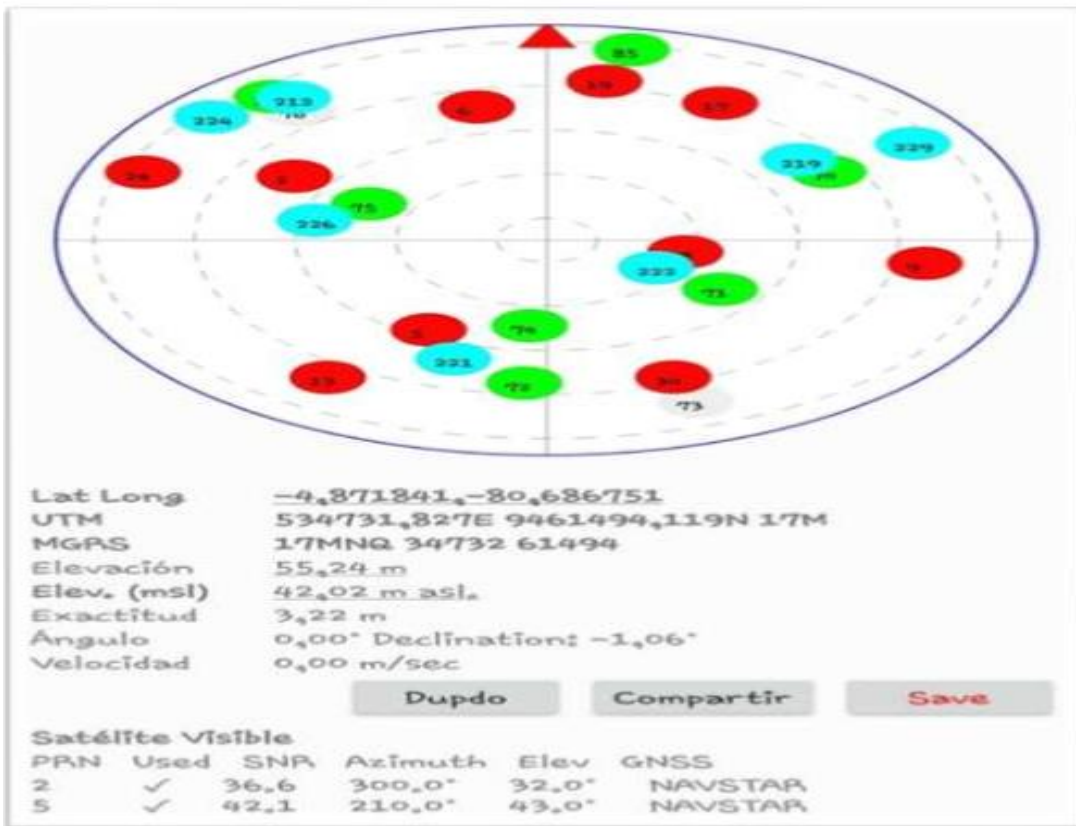 85
19
17
6
213
224
229
219
24
2
75
226
222
9
71
5
74
221
13
72
30
73
Lat Long -4,871841,-80,686751
UTM 534731,827E 9461494,119N 17M
MGRS 17MNQ 34732 61494
Elevación 55,24 m
Elev. (msl) 42,02 m asl.
Exactitud 3,22 m
Ángulo 0,00° Declination: -1,06°
Velocidad 0,00 m/sec
Dupdo Compartir Save
Satélite Visible
PRN Used SNR Azimuth Elev GNSS
2 ✓ 36,6 300,0° 32,0° NAVSTAR
5 ✓ 42,1 210,0° 43,0° NAVSTAR